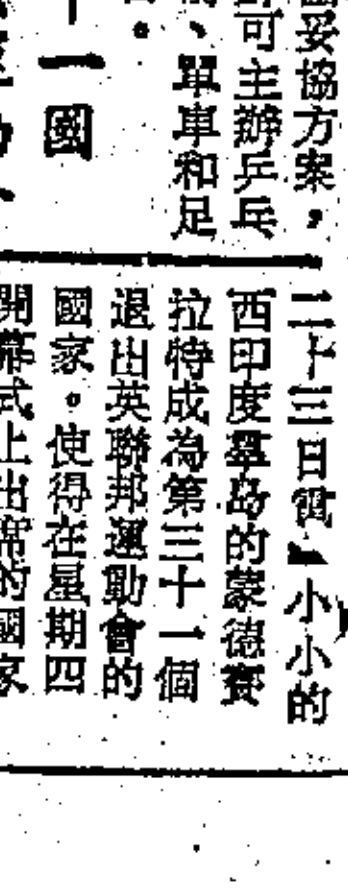 妥協方案，
可主辦乒乓
、單車和足
。
十一國
二十三日電】小小的
西印度羣島的蒙德賽
拉特成為第三十一個
退出英聯邦運動會的
國家。使得在星期四
開幕式上出席的國家